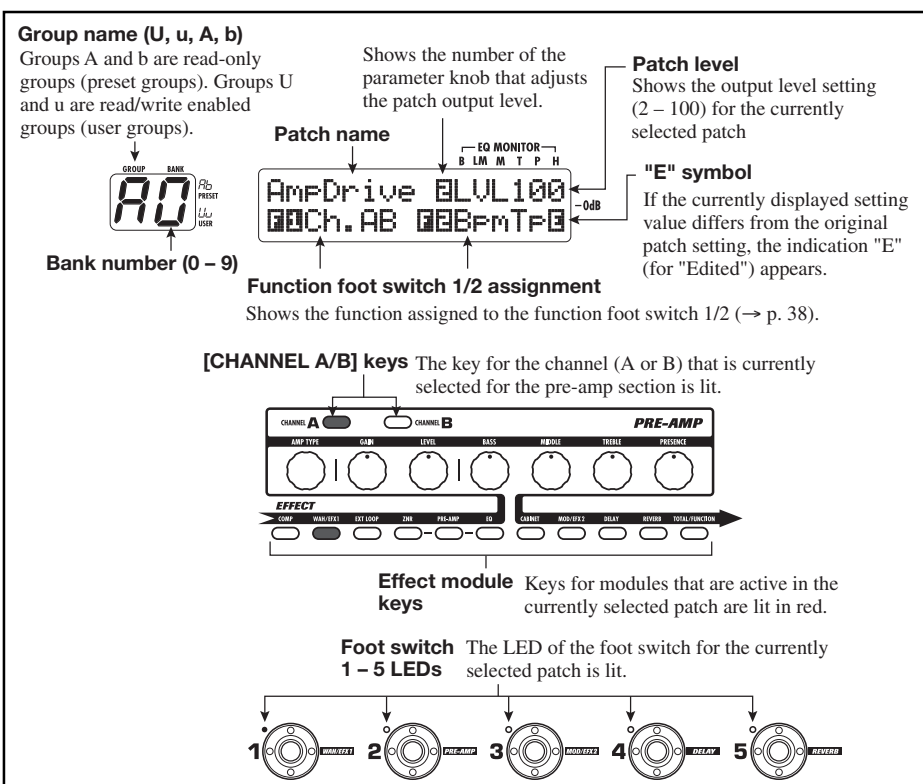 Group name (U, u, A, b)
Groups A and b are read-only
groups (preset groups). Groups U
and u are read/write enabled
groups (user groups).
Shows the number of the
parameter knob that adjusts
the patch output level.
Patch level
Shows the output level setting
(2 – 100) for the currently
selected patch
Patch name
EQ MONITOR
B LM M T P H
GROUP BANK
A0
Ab
PRESET
Uu
USER
AmpDrive 2LVL100
–0dB
F1Ch.AB F2BpmTpE
"E" symbol
If the currently displayed setting
value differs from the original
patch setting, the indication "E"
(for "Edited") appears.
Bank number (0 – 9)
Function foot switch 1/2 assignment
Shows the function assigned to the function foot switch 1/2 (→ p. 38).
[CHANNEL A/B] keys
The key for the channel (A or B) that is currently
selected for the pre-amp section is lit.
CHANNEL A CHANNEL B PRE-AMP
AMP TYPE GAIN LEVEL BASS MIDDLE TREBLE PRESENCE
EFFECT
COMP WAH/EFX1 EXT LOOP ZNR PRE-AMP EQ CABINET MOD/EFX2 DELAY REVERB TOTAL/FUNCTION
Effect module
keys
Keys for modules that are active in the
currently selected patch are lit in red.
Foot switch
1 – 5 LEDs
The LED of the foot switch for the currently
selected patch is lit.
1 WAH/EFX1 2 PRE-AMP 3 MOD/EFX2 4 DELAY 5 REVERB